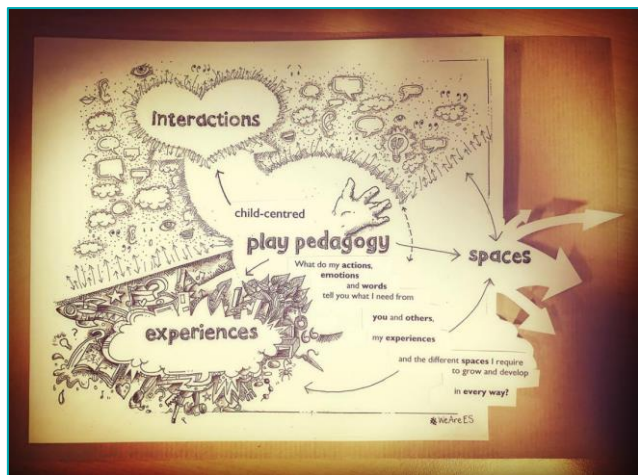 interactions
child-centred
play pedagogy
spaces
What do my actions,
emotions
and words
tell you what I need from
you and others,
my experiences
and the different spaces I require
to grow and develop
in every way?
experiences
WeAreES